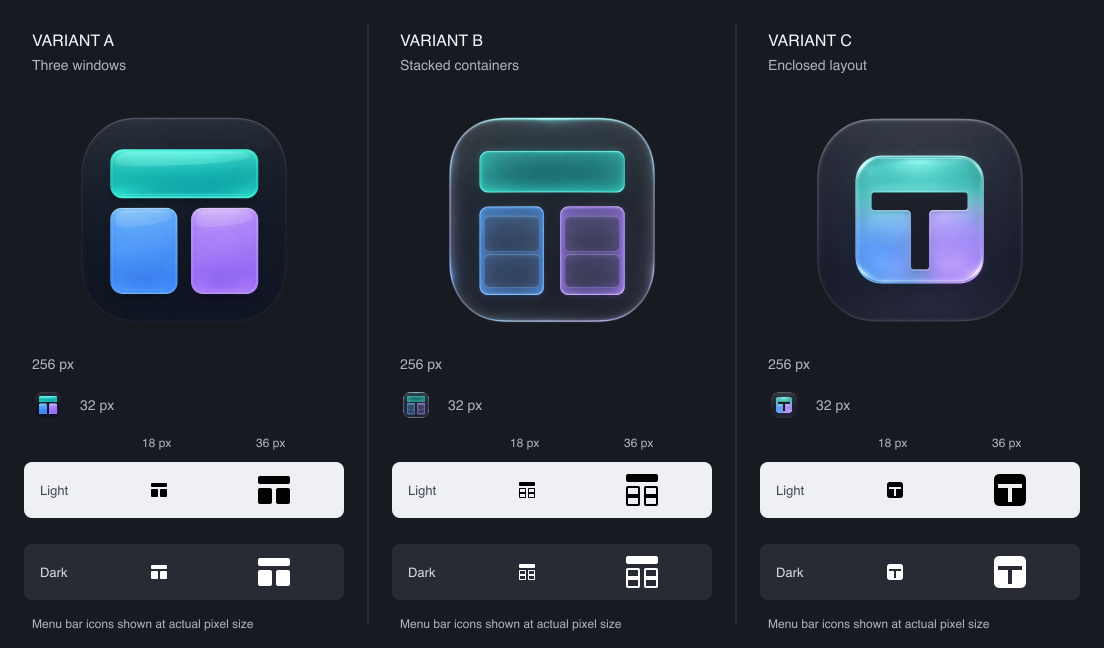 VARIANT A
Three windows
256 px
32 px
18 px
36 px
Light
Dark
Menu bar icons shown at actual pixel size
VARIANT B
Stacked containers
256 px
32 px
18 px
36 px
Light
Dark
Menu bar icons shown at actual pixel size
VARIANT C
Enclosed layout
T
256 px
T
32 px
18 px
36 px
Light
T
T
Dark
T
T
Menu bar icons shown at actual pixel size